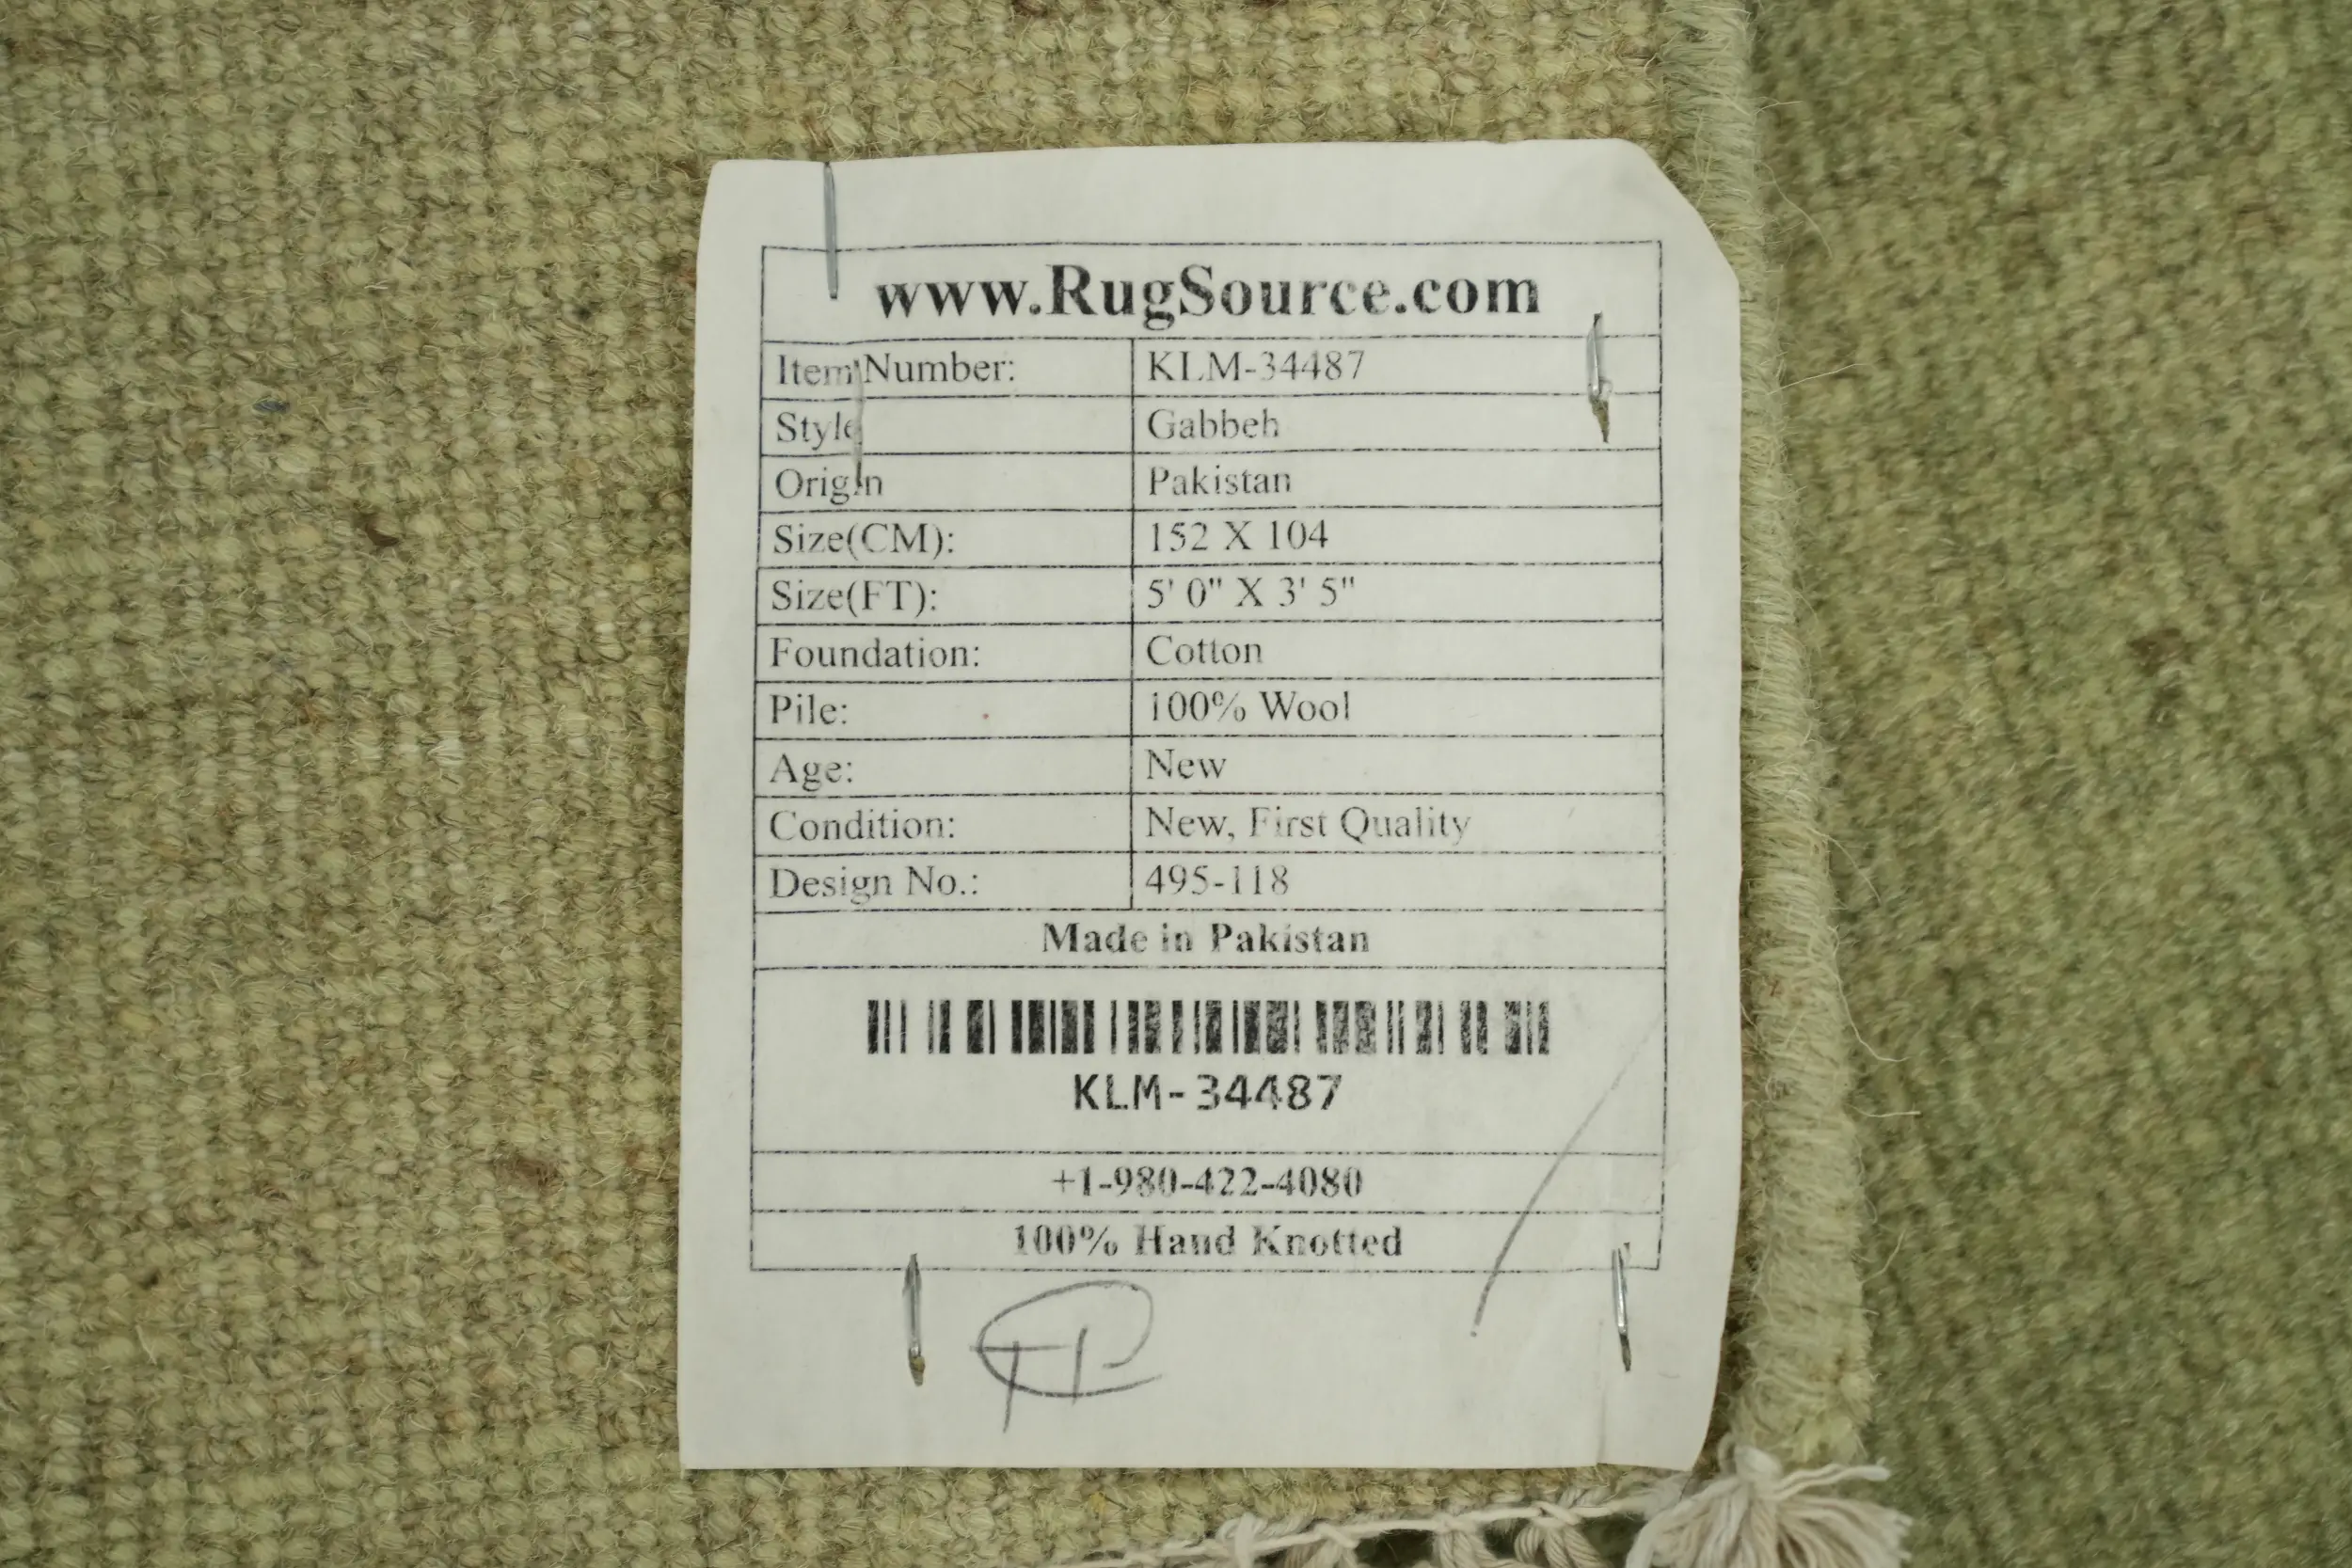 www.RugSource.com
Item Number: KLM-34487
Style Gabbeh
Origin Pakistan
Size(CM): 152 X 104
Size(FT): 5' 0" X 3' 5"
Foundation: Cotton
Pile: 100% Wool
Age: New
Condition: New, First Quality
Design No.: 495-118
Made in Pakistan
KLM-34487
+1-980-422-4080
100% Hand Knotted